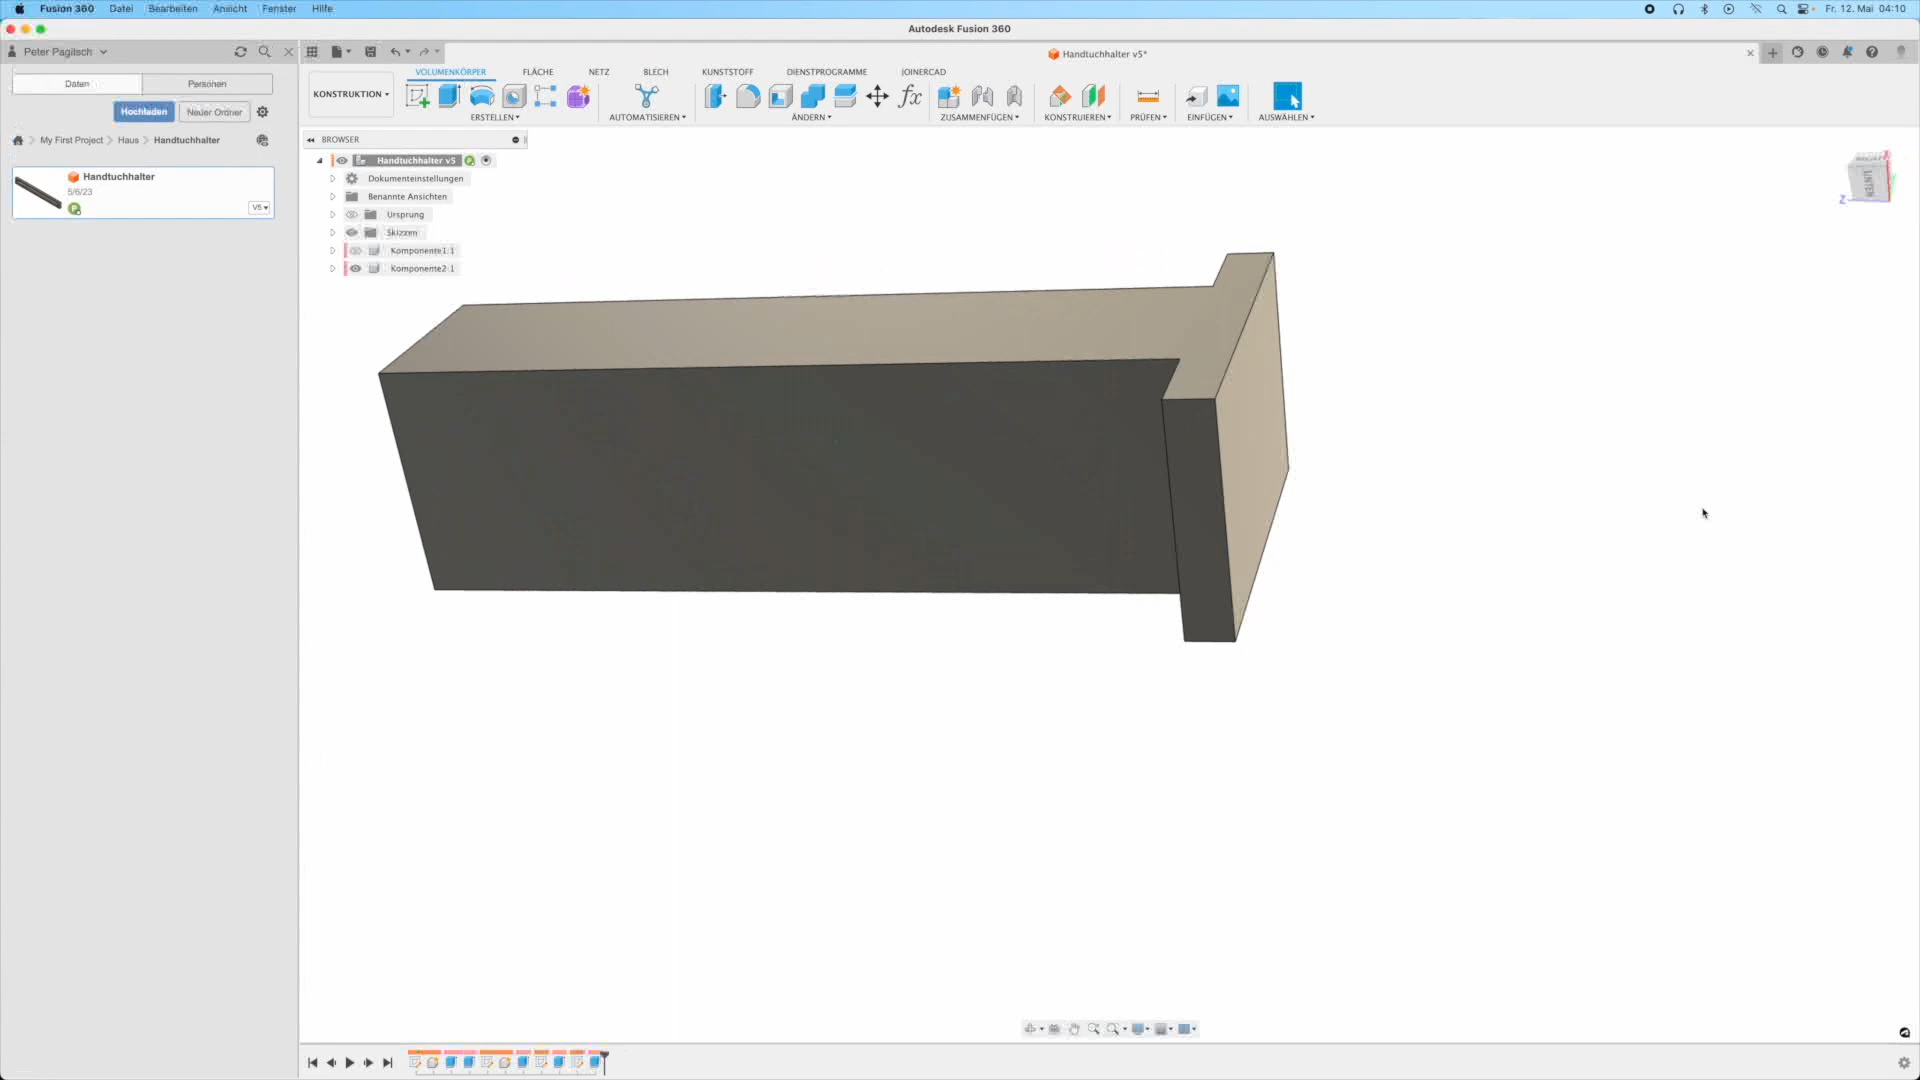 Fusion 360 Datei Bearbeiten Ansicht Fenster Hilfe
Fr. 12. Mai 04:10
Autodesk Fusion 360
Peter Pagitsch
Handtuchhalter v5*
VOLUMENKÖRPER FLÄCHE NETZ BLECH KUNSTSTOFF DIENSTPROGRAMME JOINERCAD
Daten Personen
KONSTRUKTION
Hochladen Neuer Ordner
ERSTELLEN AUTOMATISIEREN ÄNDERN ZUSAMMENFÜGEN KONSTRUIEREN PRÜFEN EINFÜGEN AUSWÄHLEN
My First Project Haus Handtuchhalter
BROWSER
Handtuchhalter v5
Handtuchhalter
5/6/23
V5
Dokumenteinstellungen
Benannte Ansichten
Ursprung
Skizzen
Komponente1:1
Komponente2:1
UNTEN
Z